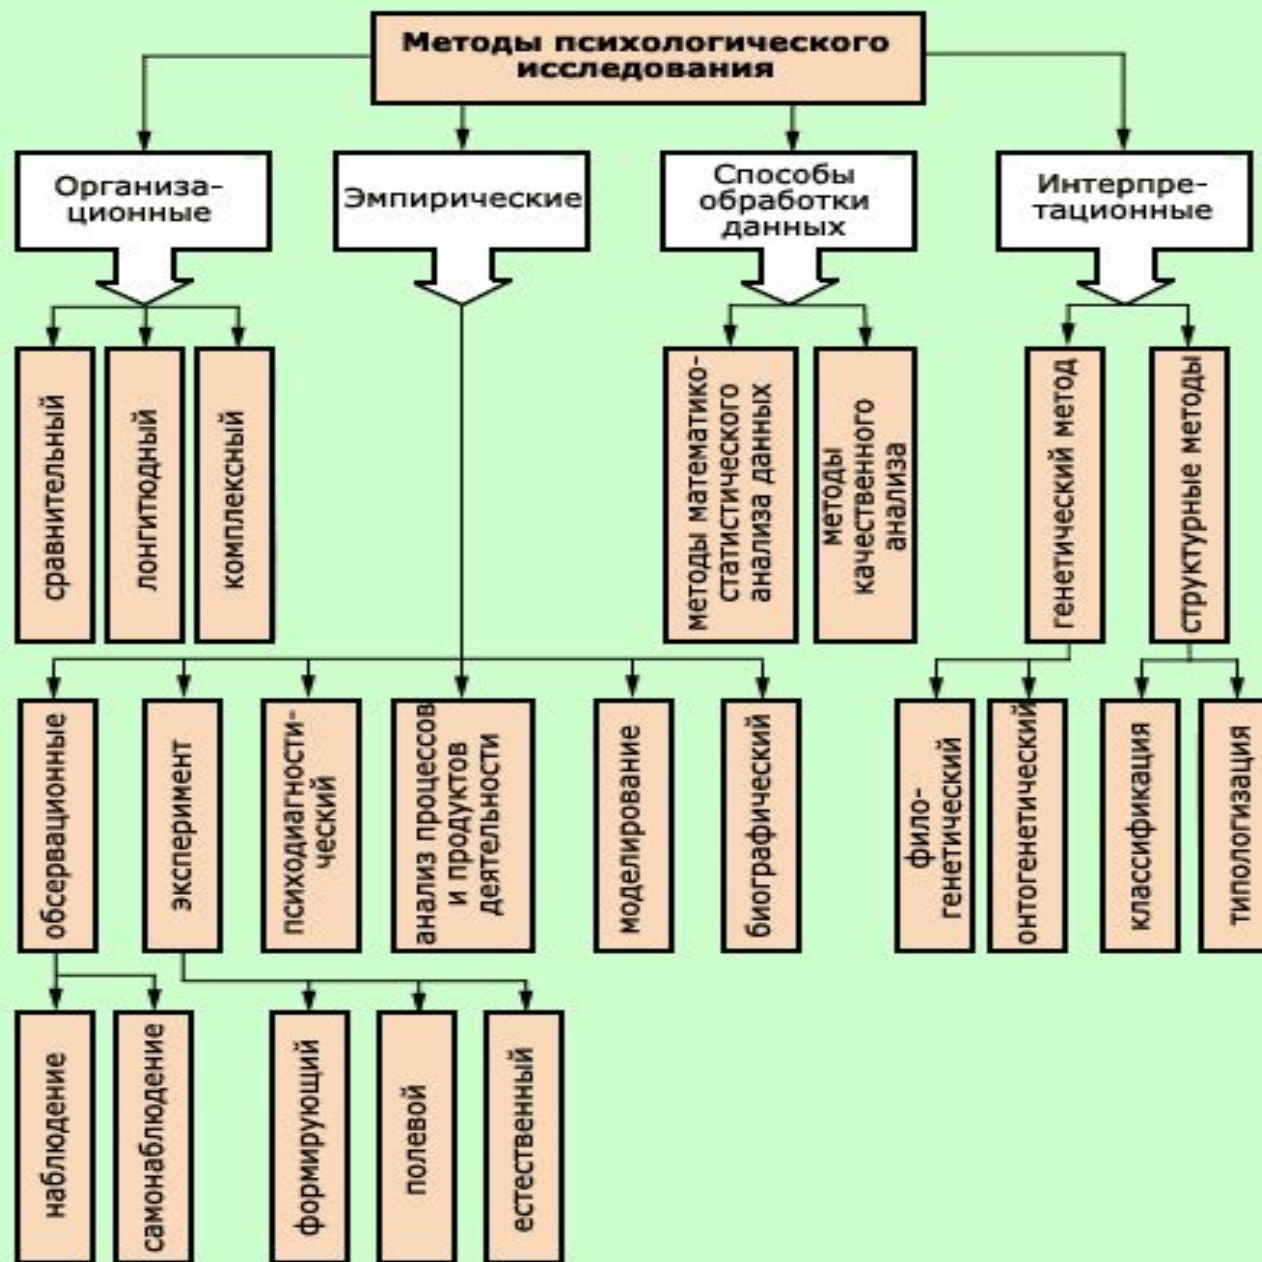 Методы психологического
исследования
Организа-
ционные
Эмпирические
Способы
обработки
данных
Интерпре-
тационные
сравнительный
лонгитюдный
комплексный
методы математико-
статистического
анализа данных
методы
качественного
анализа
генетический метод
структурные методы
обсервационные
эксперимент
психодиагности-
ческий
анализ процессов
и продуктов
деятельности
моделирование
биографический
фило-
генетический
онтогенетический
классификация
типологизация
наблюдение
самонаблюдение
формирующий
полевой
естественный